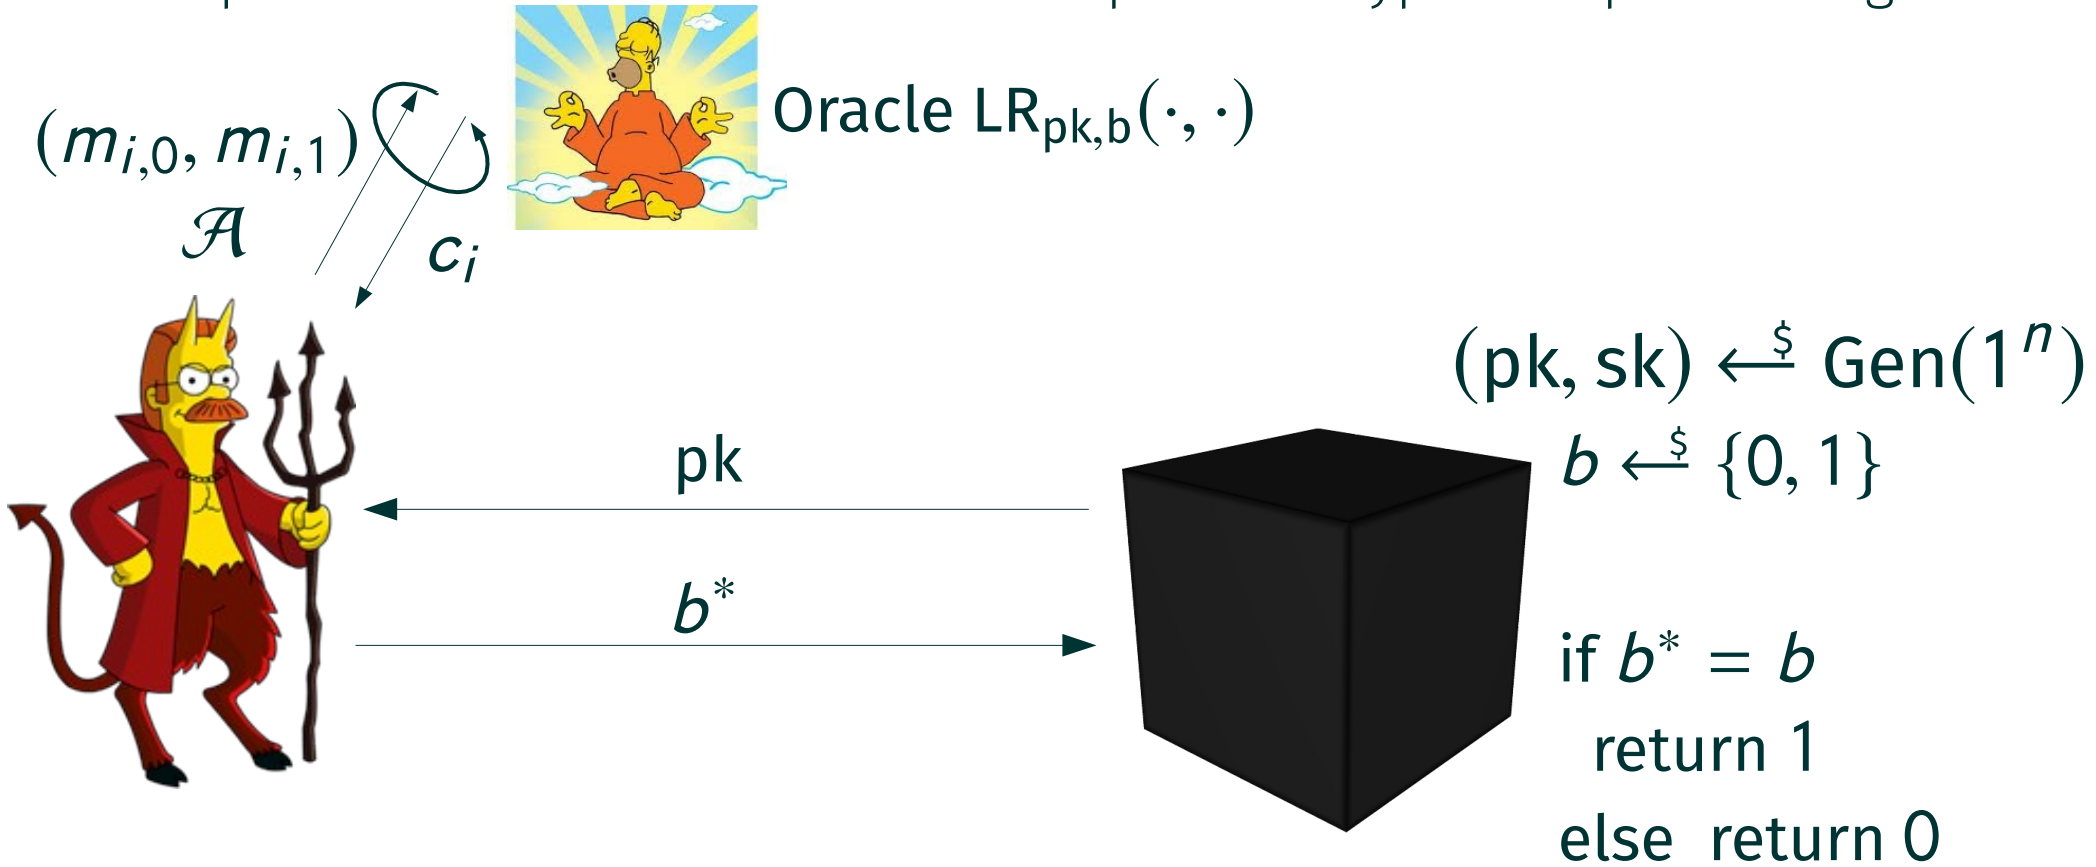 Oracle LR_{pk,b}(·, ·)
(m_{i,0}, m_{i,1})
𝒜
c_i
(pk, sk) ←$ Gen(1^n)
b ←$ {0, 1}
pk
b*
if b* = b
return 1
else return 0